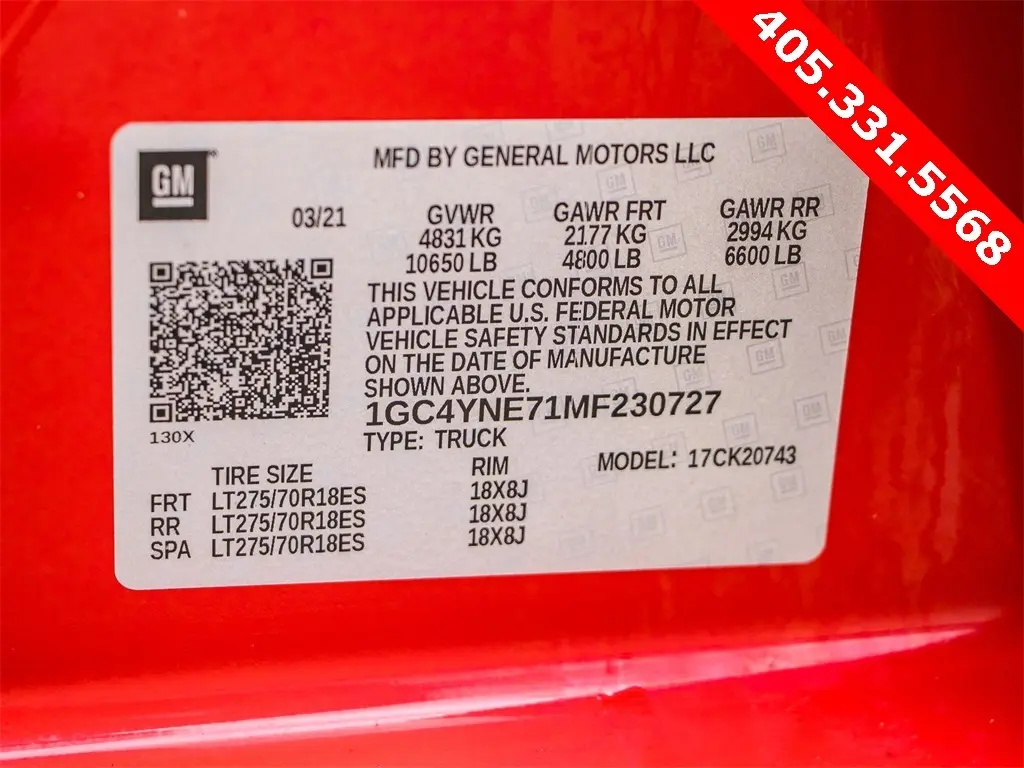 405.331.5568
GM
MFD BY GENERAL MOTORS LLC
03/21
GVWR GAWR FRT GAWR RR
4831 KG 2177 KG 2994 KG
10650 LB 4800 LB 6600 LB
THIS VEHICLE CONFORMS TO ALL
APPLICABLE U.S. FEDERAL MOTOR
VEHICLE SAFETY STANDARDS IN EFFECT
ON THE DATE OF MANUFACTURE
SHOWN ABOVE.
1GC4YNE71MF230727
130X
TYPE: TRUCK
MODEL: 17CK20743
TIRE SIZE RIM
FRT LT275/70R18ES 18X8J
RR LT275/70R18ES 18X8J
SPA LT275/70R18ES 18X8J